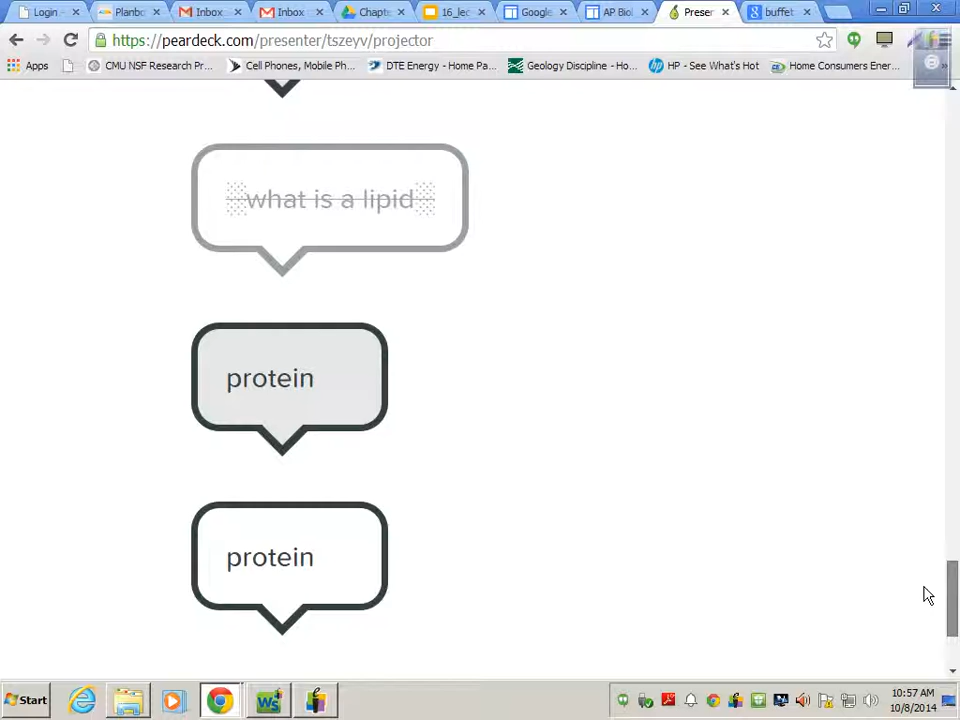 Login
Planbo
Inbox
Inbox
Chapte
16_lec
Google
AP Biol
Presen
buffet
https://peardeck.com/presenter/tszeyv/projector
Apps
CMU NSF Research Pr...
Cell Phones, Mobile Ph...
DTE Energy - Home Pa...
Geology Discipline - Ho...
HP - See What's Hot
Home Consumers Ener...
what is a lipid
protein
protein
Start
10:57 AM
10/8/2014